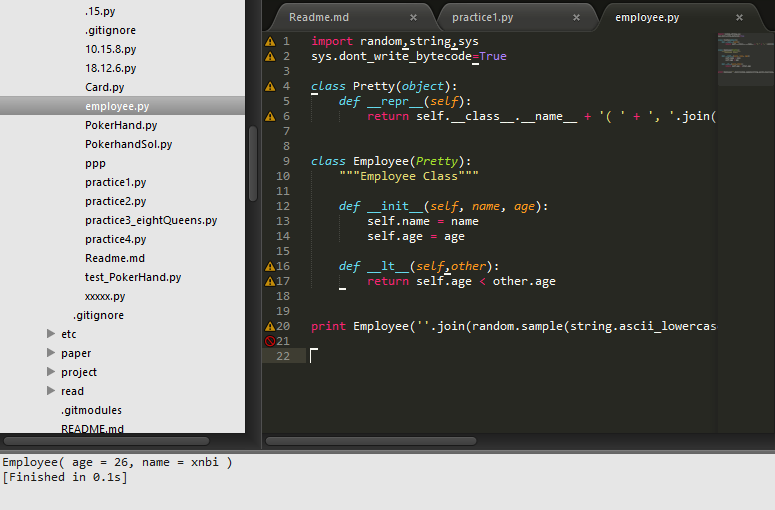 .15.py
.gitignore
10.15.8.py
18.12.6.py
Card.py
employee.py
PokerHand.py
PokerhandSol.py
ppp
practice1.py
practice2.py
practice3_eightQueens.py
practice4.py
Readme.md
test_PokerHand.py
xxxxx.py
.gitignore
etc
paper
project
read
.gitmodules
README.md
Readme.md × practice1.py × employee.py ×
1 import random,string,sys
2 sys.dont_write_bytecode=True
3
4 class Pretty(object):
5 def __repr__(self):
6 return self.__class__.__name__ + '( ' + ', '.join(
7
8
9 class Employee(Pretty):
10 """Employee Class"""
11
12 def __init__(self, name, age):
13 self.name = name
14 self.age = age
15
16 def __lt__(self,other):
17 return self.age < other.age
18
19
20 print Employee(''.join(random.sample(string.ascii_lowercas
21
22
Employee( age = 26, name = xnbi )
[Finished in 0.1s]